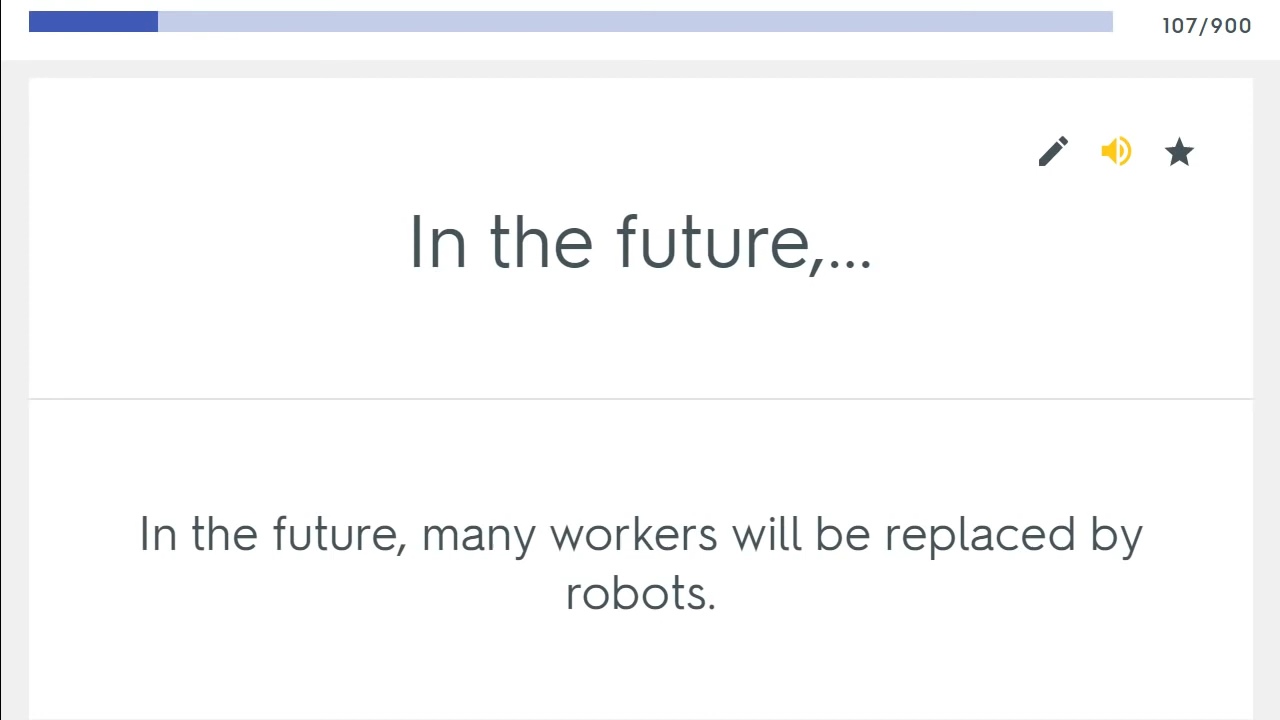 107/900
In the future,...
In the future, many workers will be replaced by
robots.